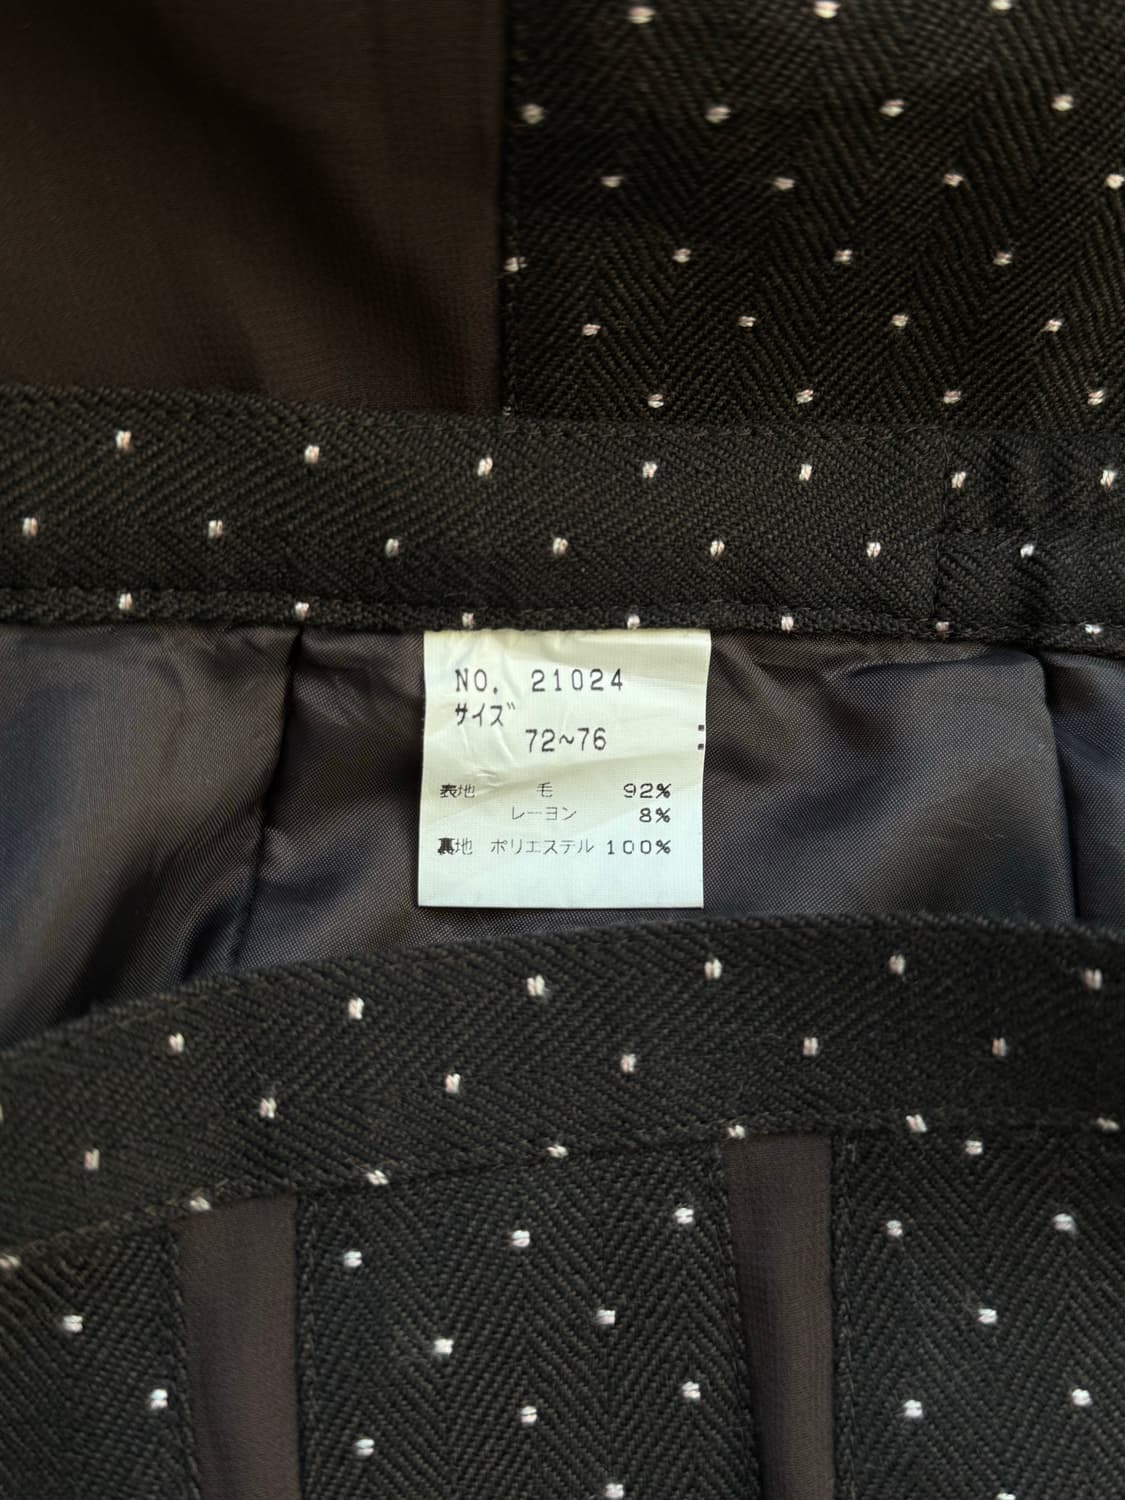 NO. 21024
サイズ
72~76
表地 毛 92%
レーヨン 8%
裏地 ポリエステル 100%